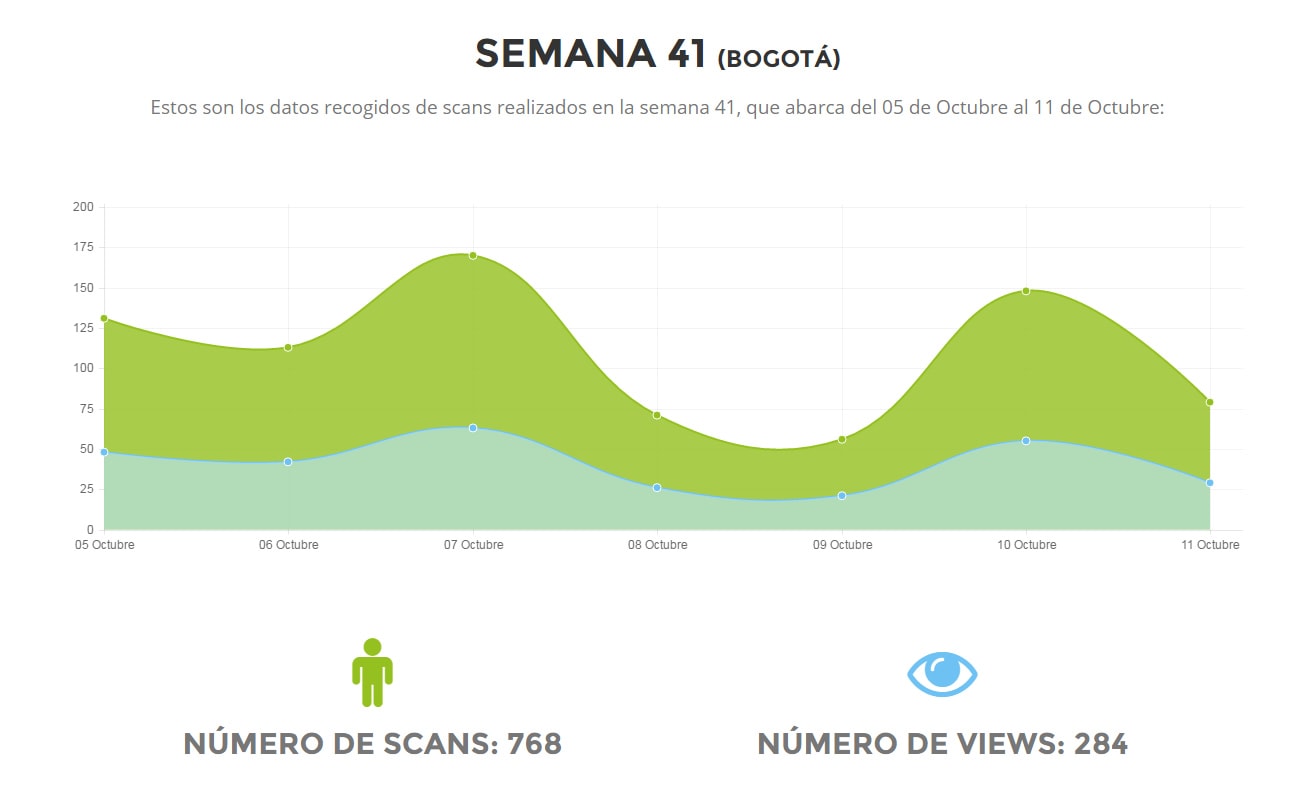 SEMANA 41 (BOGOTÁ)
Estos son los datos recogidos de scans realizados en la semana 41, que abarca del 05 de Octubre al 11 de Octubre:
200
175
150
125
100
75
50
25
0
05 Octubre 06 Octubre 07 Octubre 08 Octubre 09 Octubre 10 Octubre 11 Octubre
NÚMERO DE SCANS: 768 NÚMERO DE VIEWS: 284